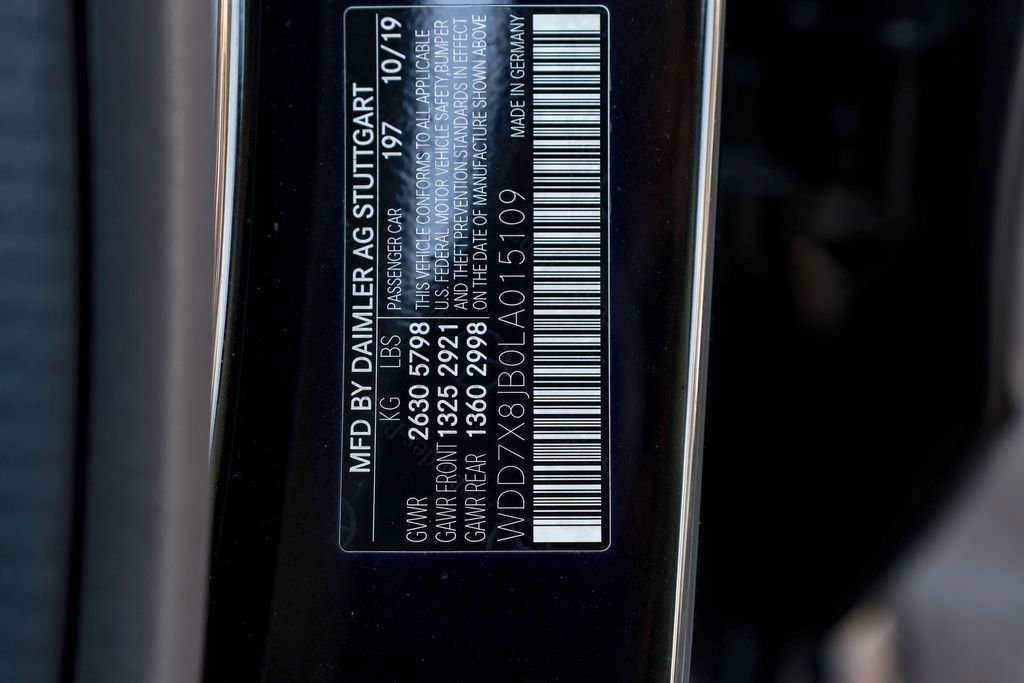 MFD BY DAIMLER AG STUTTGART
KG LBS
GVWR 2630 5798
GAWR FRONT 1325 2921
GAWR REAR 1360 2998
PASSENGER CAR 197 10/19
THIS VEHICLE CONFORMS TO ALL APPLICABLE
U.S. FEDERAL MOTOR VEHICLE SAFETY,BUMPER
AND THEFT PREVENTION STANDARDS IN EFFECT
ON THE DATE OF MANUFACTURE SHOWN ABOVE
WDD7X8JB0LA015109
MADE IN GERMANY